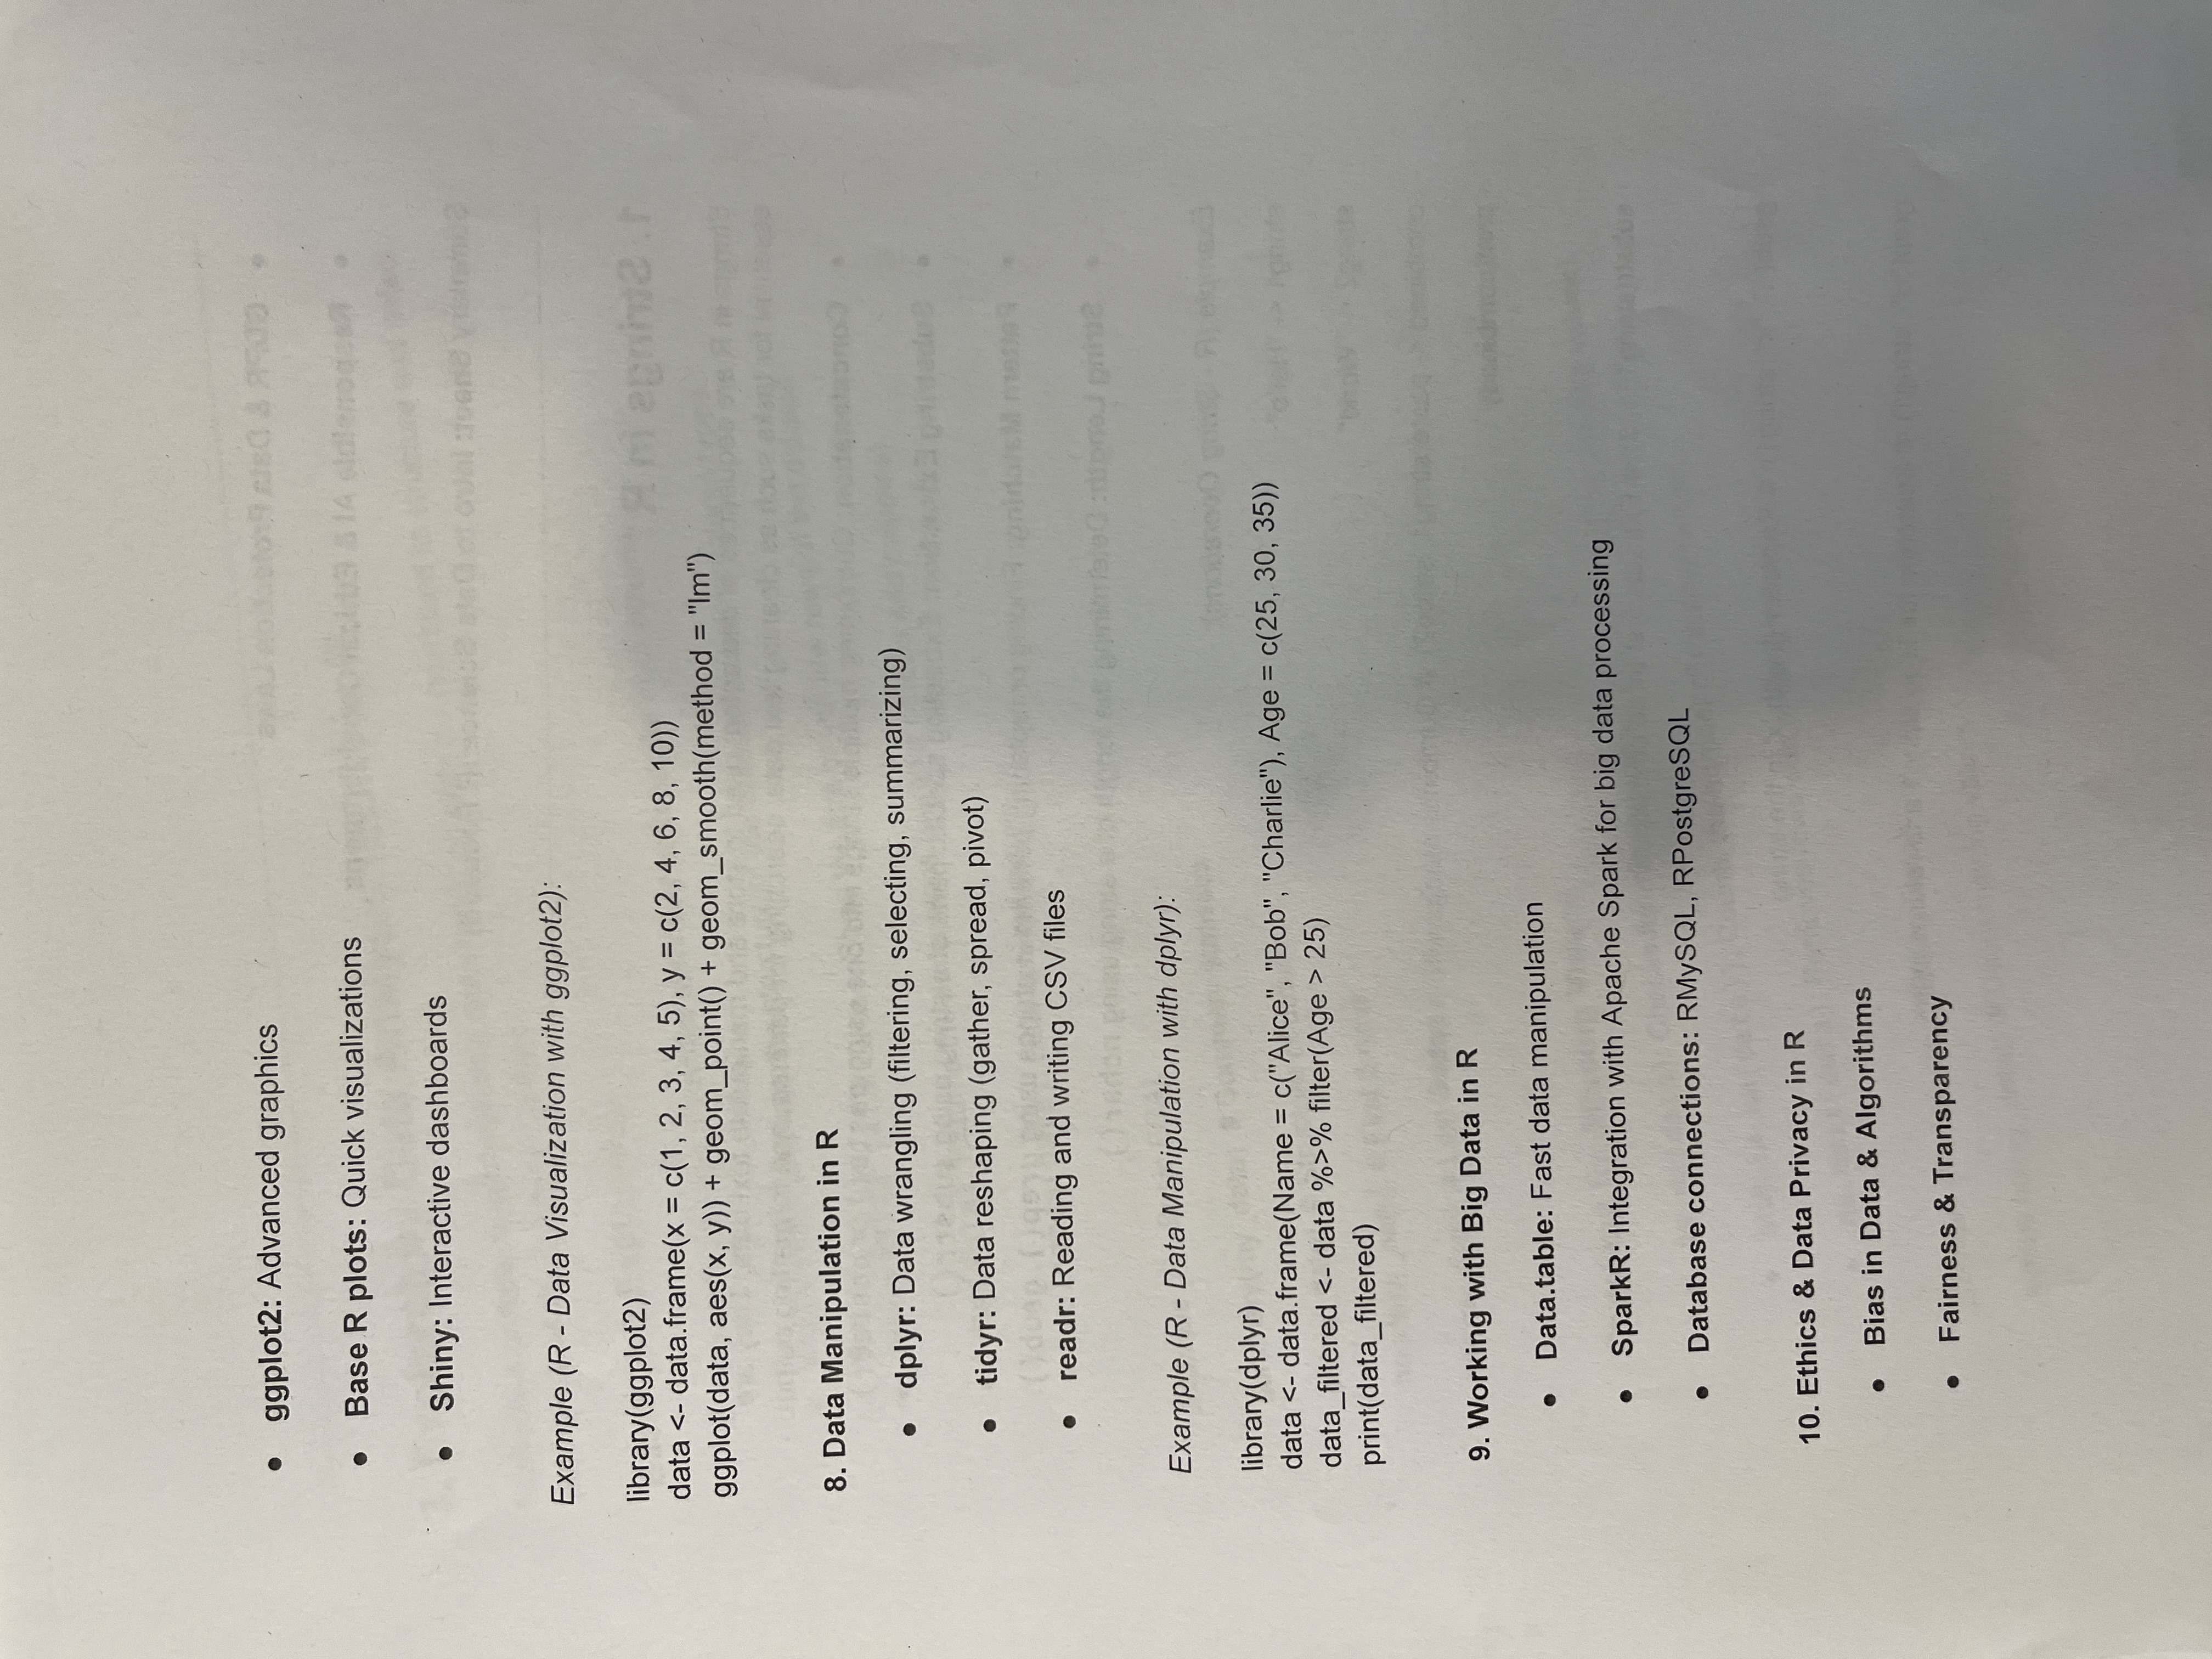 • ggplot2: Advanced graphics
• Base R plots: Quick visualizations
• Shiny: Interactive dashboards
Example (R - Data Visualization with ggplot2):
library(ggplot2)
data <- data.frame(x = c(1, 2, 3, 4, 5), y = c(2, 4, 6, 8, 10))
ggplot(data, aes(x, y)) + geom_point() + geom_smooth(method = "lm")
8. Data Manipulation in R
• dplyr: Data wrangling (filtering, selecting, summarizing)
• tidyr: Data reshaping (gather, spread, pivot)
• readr: Reading and writing CSV files
Example (R - Data Manipulation with dplyr):
library(dplyr)
data <- data.frame(Name = c("Alice", "Bob", "Charlie"), Age = c(25, 30, 35))
data_filtered <- data %>% filter(Age > 25)
print(data_filtered)
9. Working with Big Data in R
• Data.table: Fast data manipulation
• SparkR: Integration with Apache Spark for big data processing
• Database connections: RMySQL, RPostgreSQL
10. Ethics & Data Privacy in R
• Bias in Data & Algorithms
• Fairness & Transparency